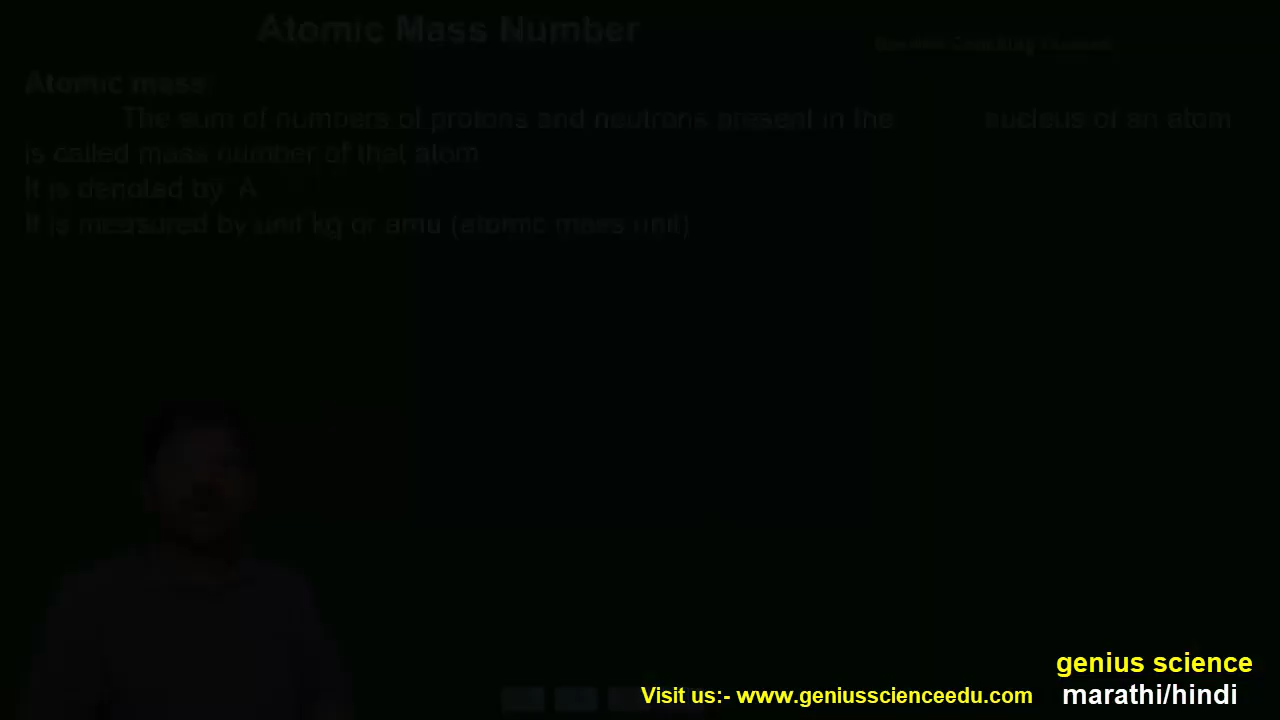 Atomic Mass Number
Atomic mass
The sum of numbers of protons and neutrons present in the nucleus of an atom
is called mass number of that atom
It is denoted by A
It is measured by unit kg or amu (atomic mass unit)
genius science
Visit us:- www.geniusscienceedu.com
marathi/hindi